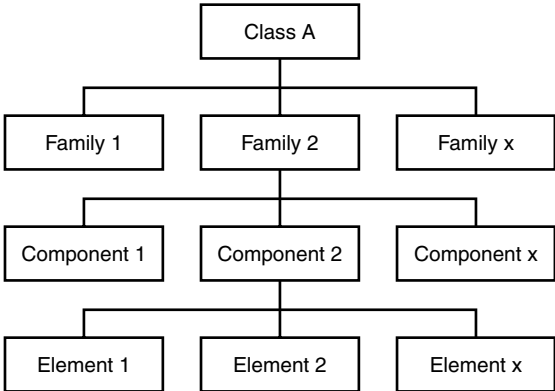 Class A
Family 1
Family 2
Family x
Component 1
Component 2
Component x
Element 1
Element 2
Element x